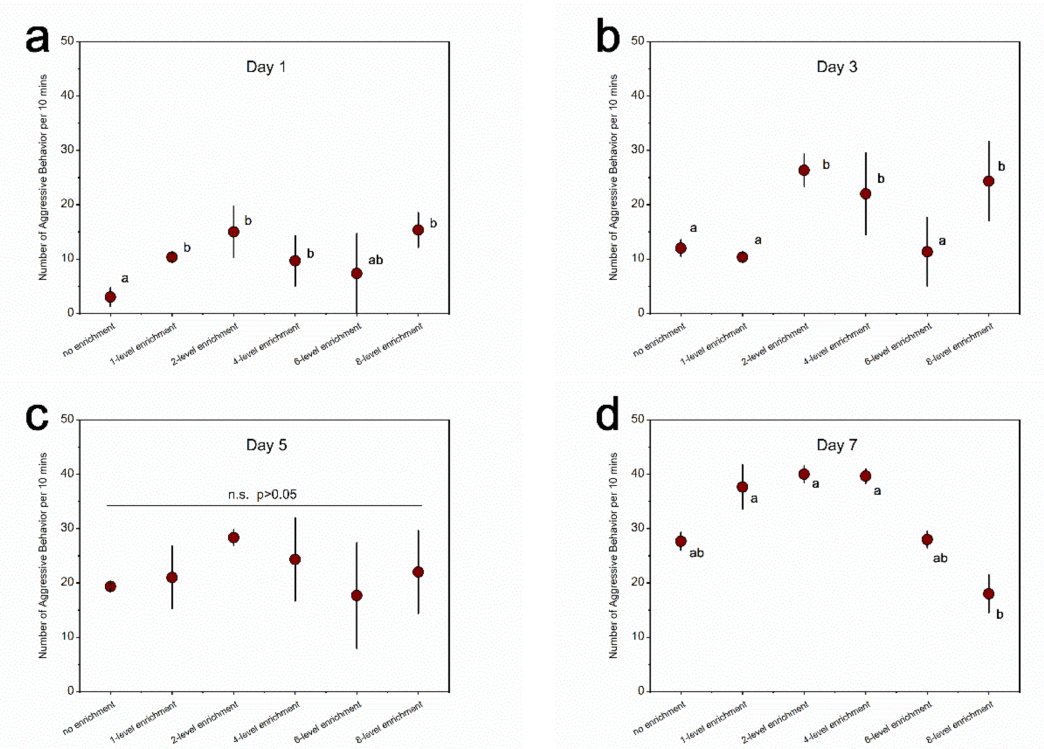 a
50
40
30
20
10
0
Number of Aggressive Behavior per 10 mins
Day 1
a
b
b
b
ab
b
no enrichment
1-level enrichment
2-level enrichment
4-level enrichment
6-level enrichment
8-level enrichment
b
50
40
30
20
10
0
Number of Aggressive Behavior per 10 mins
Day 3
a
a
b
b
a
b
no enrichment
1-level enrichment
2-level enrichment
4-level enrichment
6-level enrichment
8-level enrichment
c
50
40
30
20
10
0
Number of Aggressive Behavior per 10 mins
Day 5
n.s. p>0.05
no enrichment
1-level enrichment
2-level enrichment
4-level enrichment
6-level enrichment
8-level enrichment
d
50
40
30
20
10
0
Number of Aggressive Behavior per 10 mins
Day 7
ab
a
a
a
ab
b
no enrichment
1-level enrichment
2-level enrichment
4-level enrichment
6-level enrichment
8-level enrichment